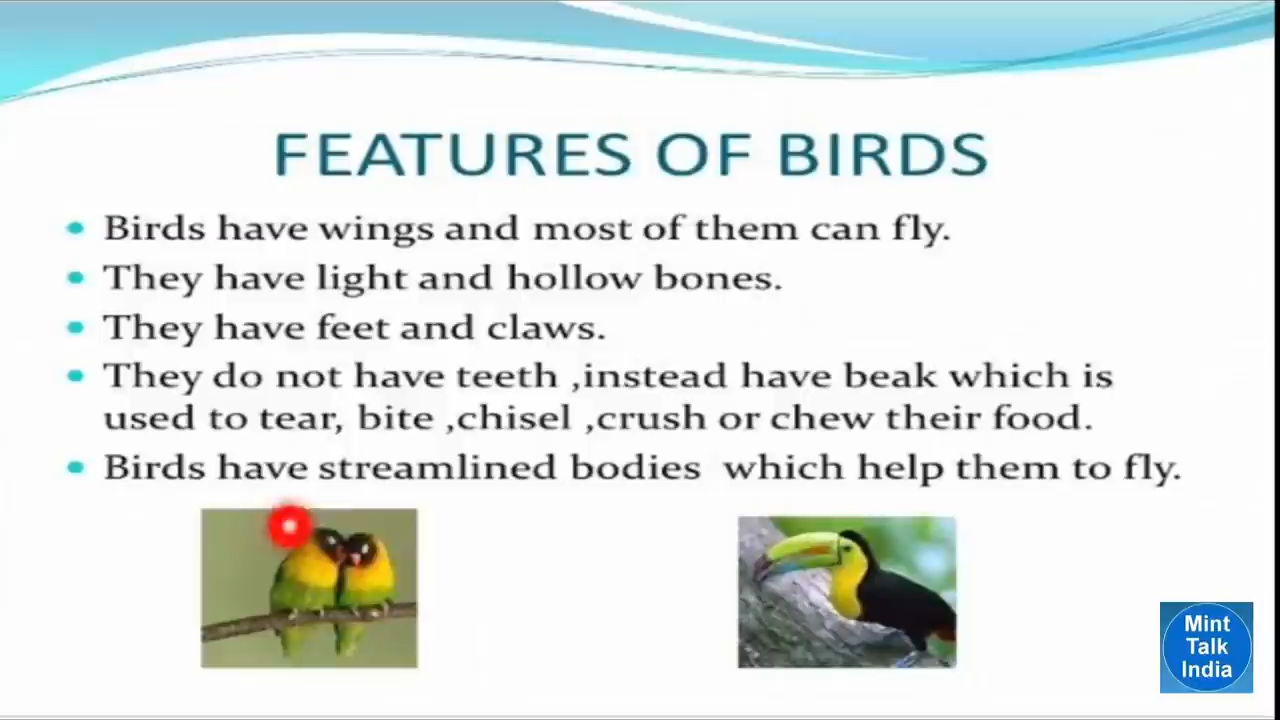 FEATURES OF BIRDS
• Birds have wings and most of them can fly.
• They have light and hollow bones.
• They have feet and claws.
• They do not have teeth ,instead have beak which is
used to tear, bite ,chisel ,crush or chew their food.
• Birds have streamlined bodies  which help them to fly.
Mint
Talk
India